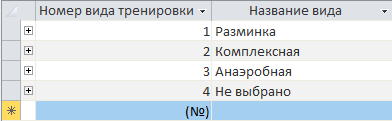 Номер вида тренировки Название вида
1 Разминка
2 Комплексная
3 Анаэробная
4 Не выбрано
(№)